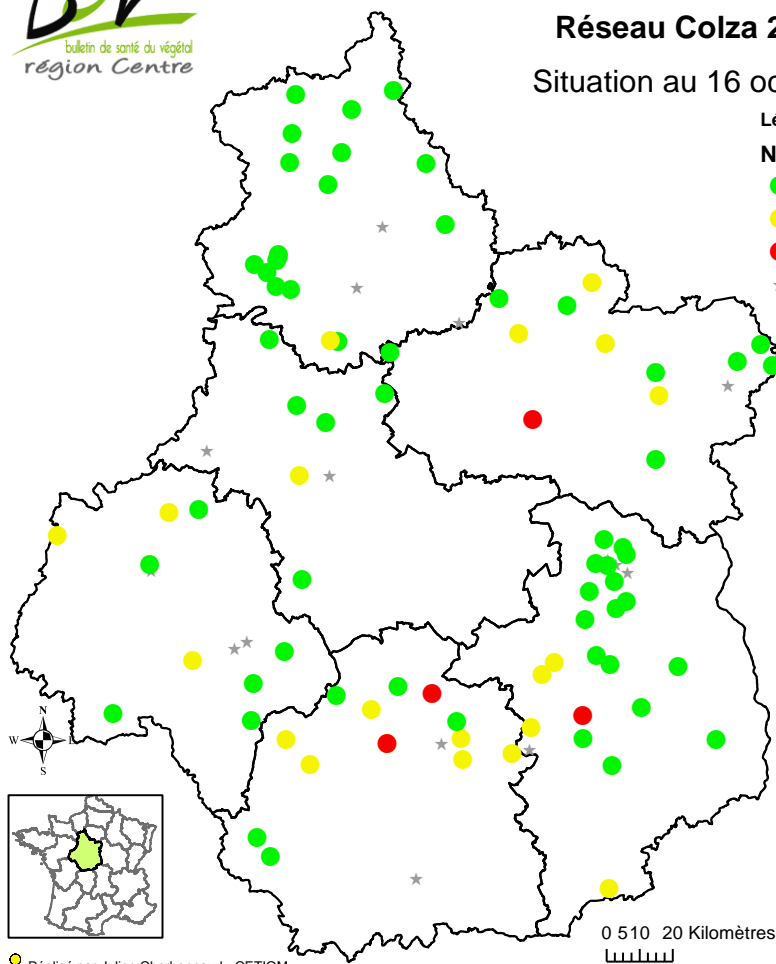 bulletin de santé du végétal
région Centre
Réseau Colza 2
Situation au 16 oc
Lé
N
N
W
S
0 5 10 20 Kilomètres